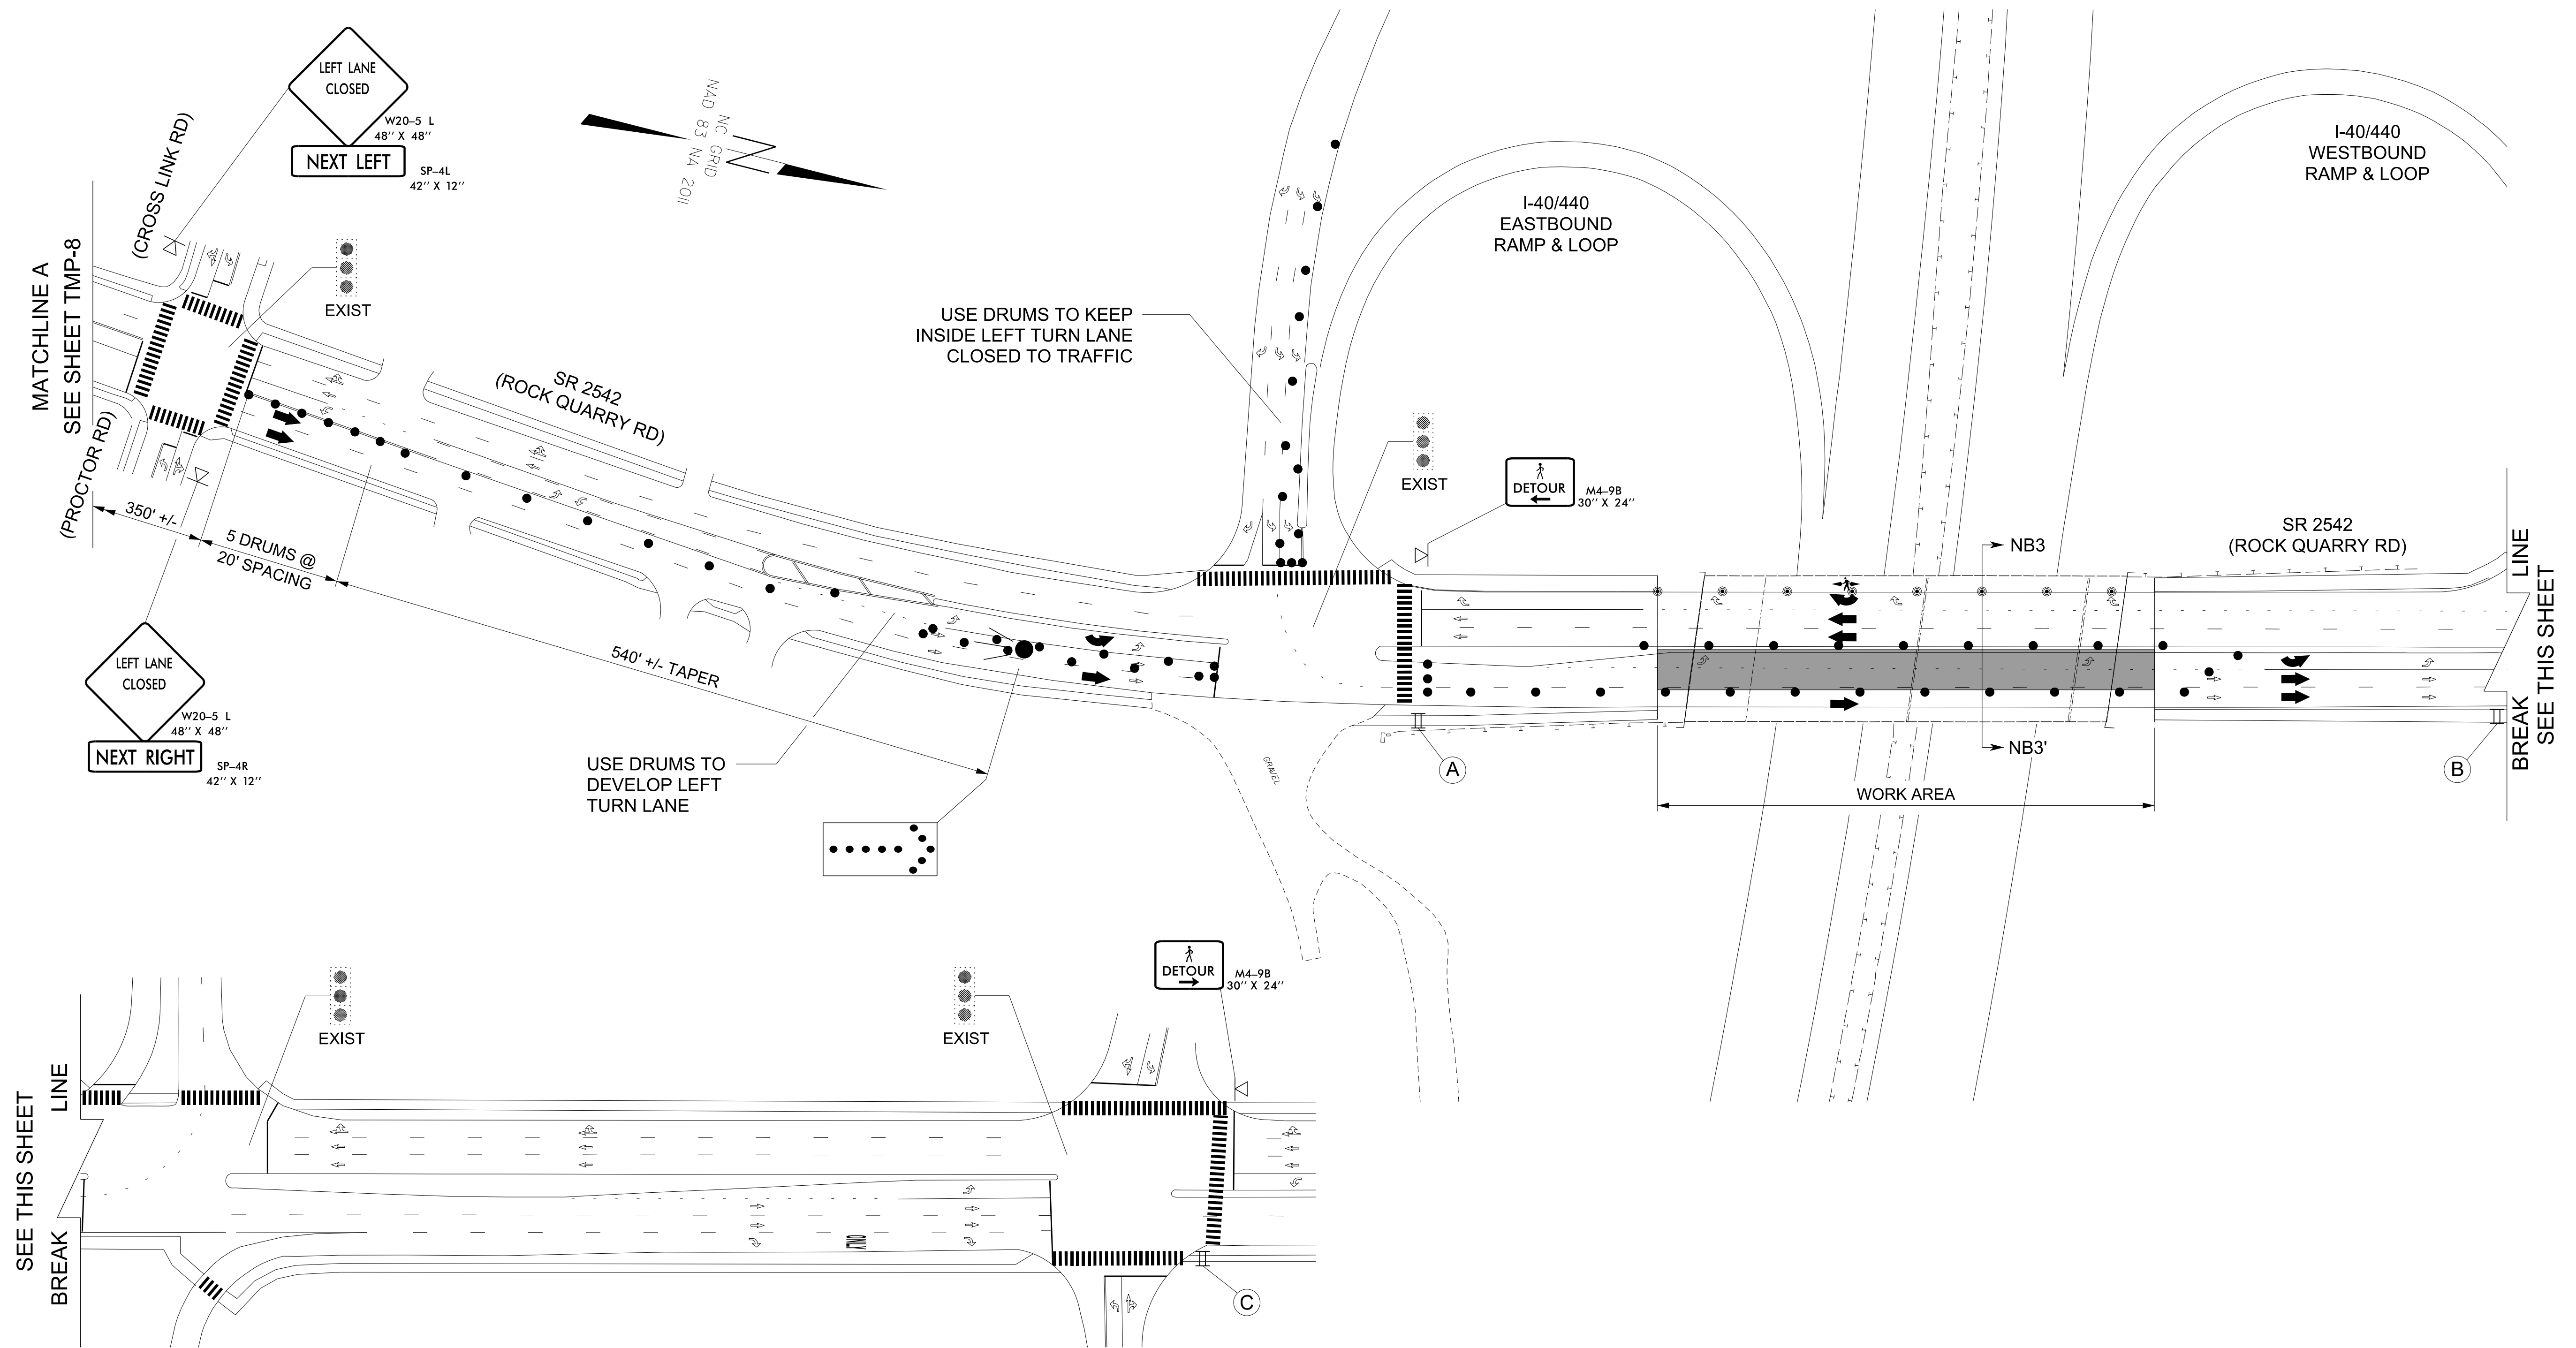 LEFT LANE
CLOSED
W20-5 L
48'' X 48''
NEXT LEFT
SP-4L
42'' X 12''
(CROSS LINK RD)
MATCHLINE A
SEE SHEET TMP-8
(PROCTOR RD)
EXIST
NC GRID
NAD 83 NA 2011
SR 2542
(ROCK QUARRY RD)
350' +/-
5 DRUMS @
20' SPACING
540' +/- TAPER
LEFT LANE
CLOSED
W20-5 L
48'' X 48''
NEXT RIGHT
SP-4R
42'' X 12''
USE DRUMS TO KEEP
INSIDE LEFT TURN LANE
CLOSED TO TRAFFIC
USE DRUMS TO
DEVELOP LEFT
TURN LANE
I-40/440
EASTBOUND
RAMP & LOOP
I-40/440
WESTBOUND
RAMP & LOOP
EXIST
DETOUR
M4-9B
30'' X 24''
GRAVEL
A
NB3
NB3'
WORK AREA
SR 2542
(ROCK QUARRY RD)
B
BREAK LINE
SEE THIS SHEET
SEE THIS SHEET
BREAK LINE
EXIST
EXIST
DETOUR
M4-9B
30'' X 24''
C